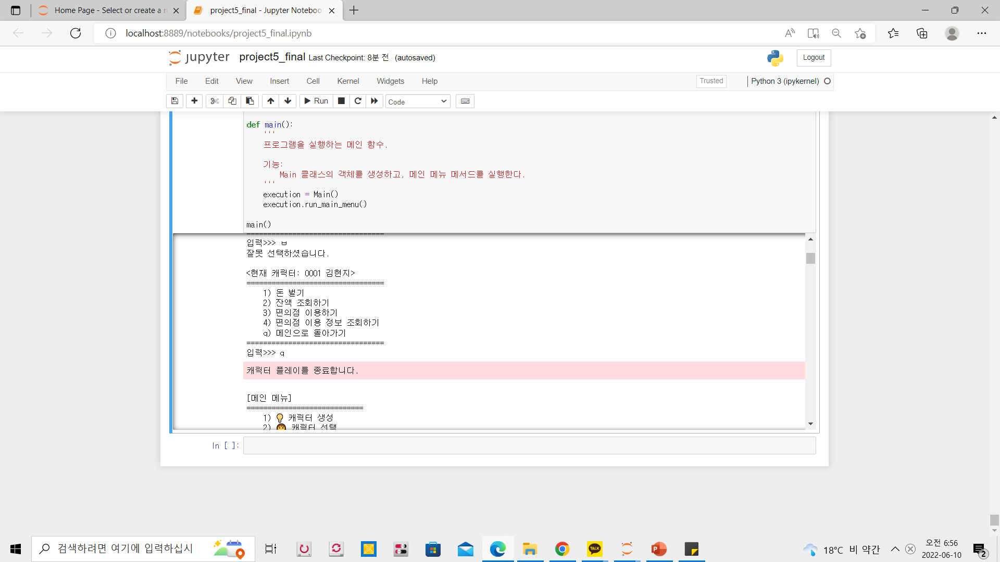 Home Page - Select or create a n
project5_final - Jupyter Noteboo
localhost:8889/notebooks/project5_final.ipynb
jupyter project5_final Last Checkpoint: 8분 전 (autosaved)
Logout
File Edit View Insert Cell Kernel Widgets Help
Trusted
Python 3 (ipykernel)
Run
Code
def main():
'''
프로그램을 실행하는 메인 함수.
기능:
Main 클래스의 객체를 생성하고, 메인 메뉴 메서드를 실행한다.
'''
execution = Main()
execution.run_main_menu()
main()
=================================
입력>>> ㅂ
잘못 선택하셨습니다.
<현재 캐릭터: 0001 김현지>
=================================
1) 돈 벌기
2) 잔액 조회하기
3) 편의점 이용하기
4) 편의점 이용 정보 조회하기
q) 메인으로 돌아가기
=================================
입력>>> q
캐릭터 플레이를 종료합니다.
[메인 메뉴]
============================
1) 💡 캐릭터 생성
2) 🧑 캐릭터 선택
In [ ]:
검색하려면 여기에 입력하십시
TALK
P
18°C 비 약간
오전 6:56
2022-06-10
2